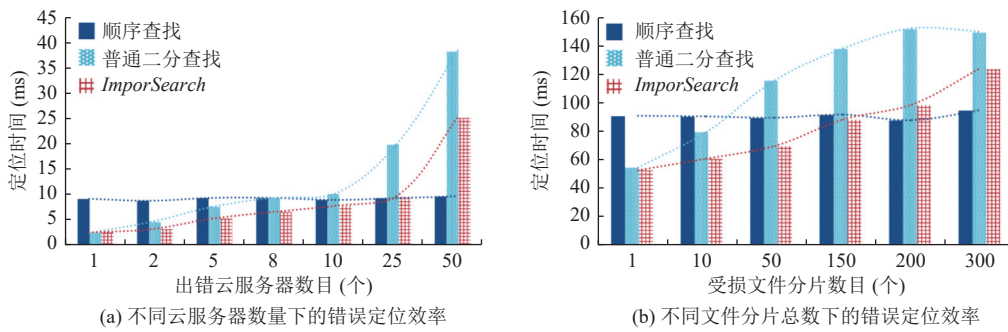 45
40
35
30
25
20
15
10
5
0
定位时间 (ms)
顺序查找
普通二分查找
ImporSearch
1 2 5 8 10 25 50
出错云服务器数目 (个)
(a) 不同云服务器数量下的错误定位效率
160
140
120
100
80
60
40
20
0
定位时间 (ms)
顺序查找
普通二分查找
ImporSearch
1 10 50 150 200 300
受损文件分片数目 (个)
(b) 不同文件分片总数下的错误定位效率